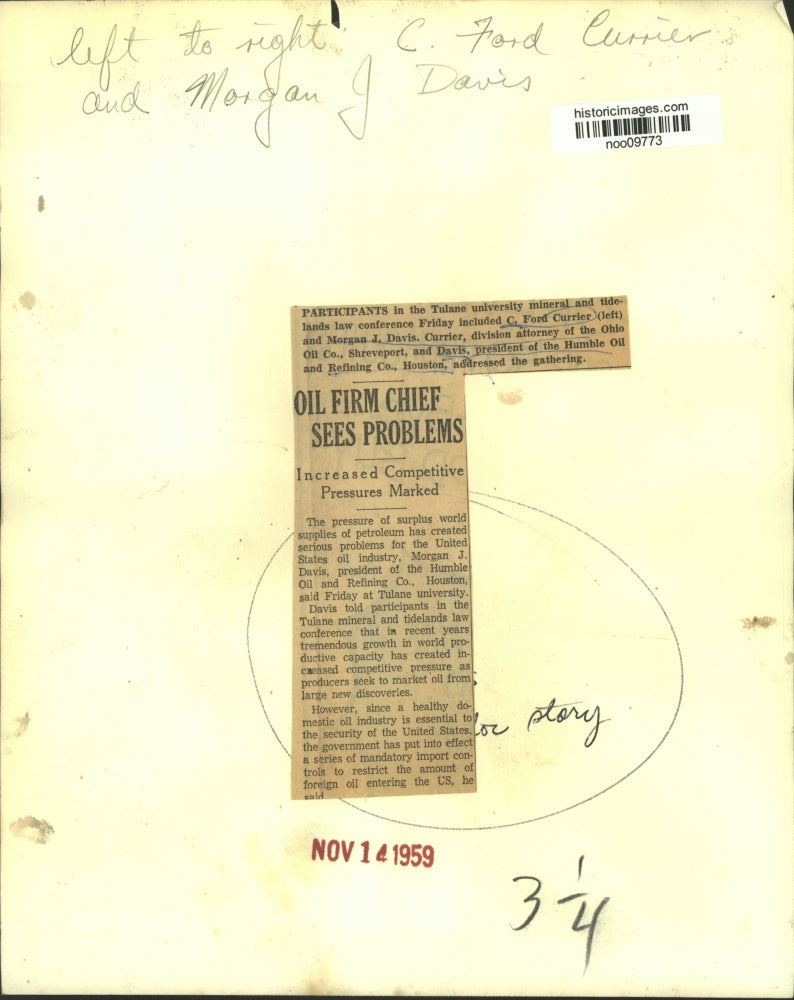 left to right C. Ford Currier
and Morgan J Davis
historicimages.com
noo09773
PARTICIPANTS in the Tulane university mineral and tide-
lands law conference Friday included C. Ford Currier (left)
and Morgan J. Davis. Currier, division attorney of the Ohio
Oil Co., Shreveport, and Davis, president of the Humble Oil
and Refining Co., Houston, addressed the gathering.
OIL FIRM CHIEF
SEES PROBLEMS
Increased Competitive
Pressures Marked
The pressure of surplus world
supplies of petroleum has created
serious problems for the United
States oil industry, Morgan J.
Davis, president of the Humble
Oil and Refining Co., Houston,
said Friday at Tulane university.
Davis told participants in the
Tulane mineral and tidelands law
conference that in recent years
tremendous growth in world pro-
ductive capacity has created in-
creased competitive pressure as
producers seek to market oil from
large new discoveries.
However, since a healthy do-
mestic oil industry is essential to
the security of the United States,
the government has put into effect
a series of mandatory import con-
trols to restrict the amount of
foreign oil entering the US, he
said
story
NOV 14 1959
3 1/4